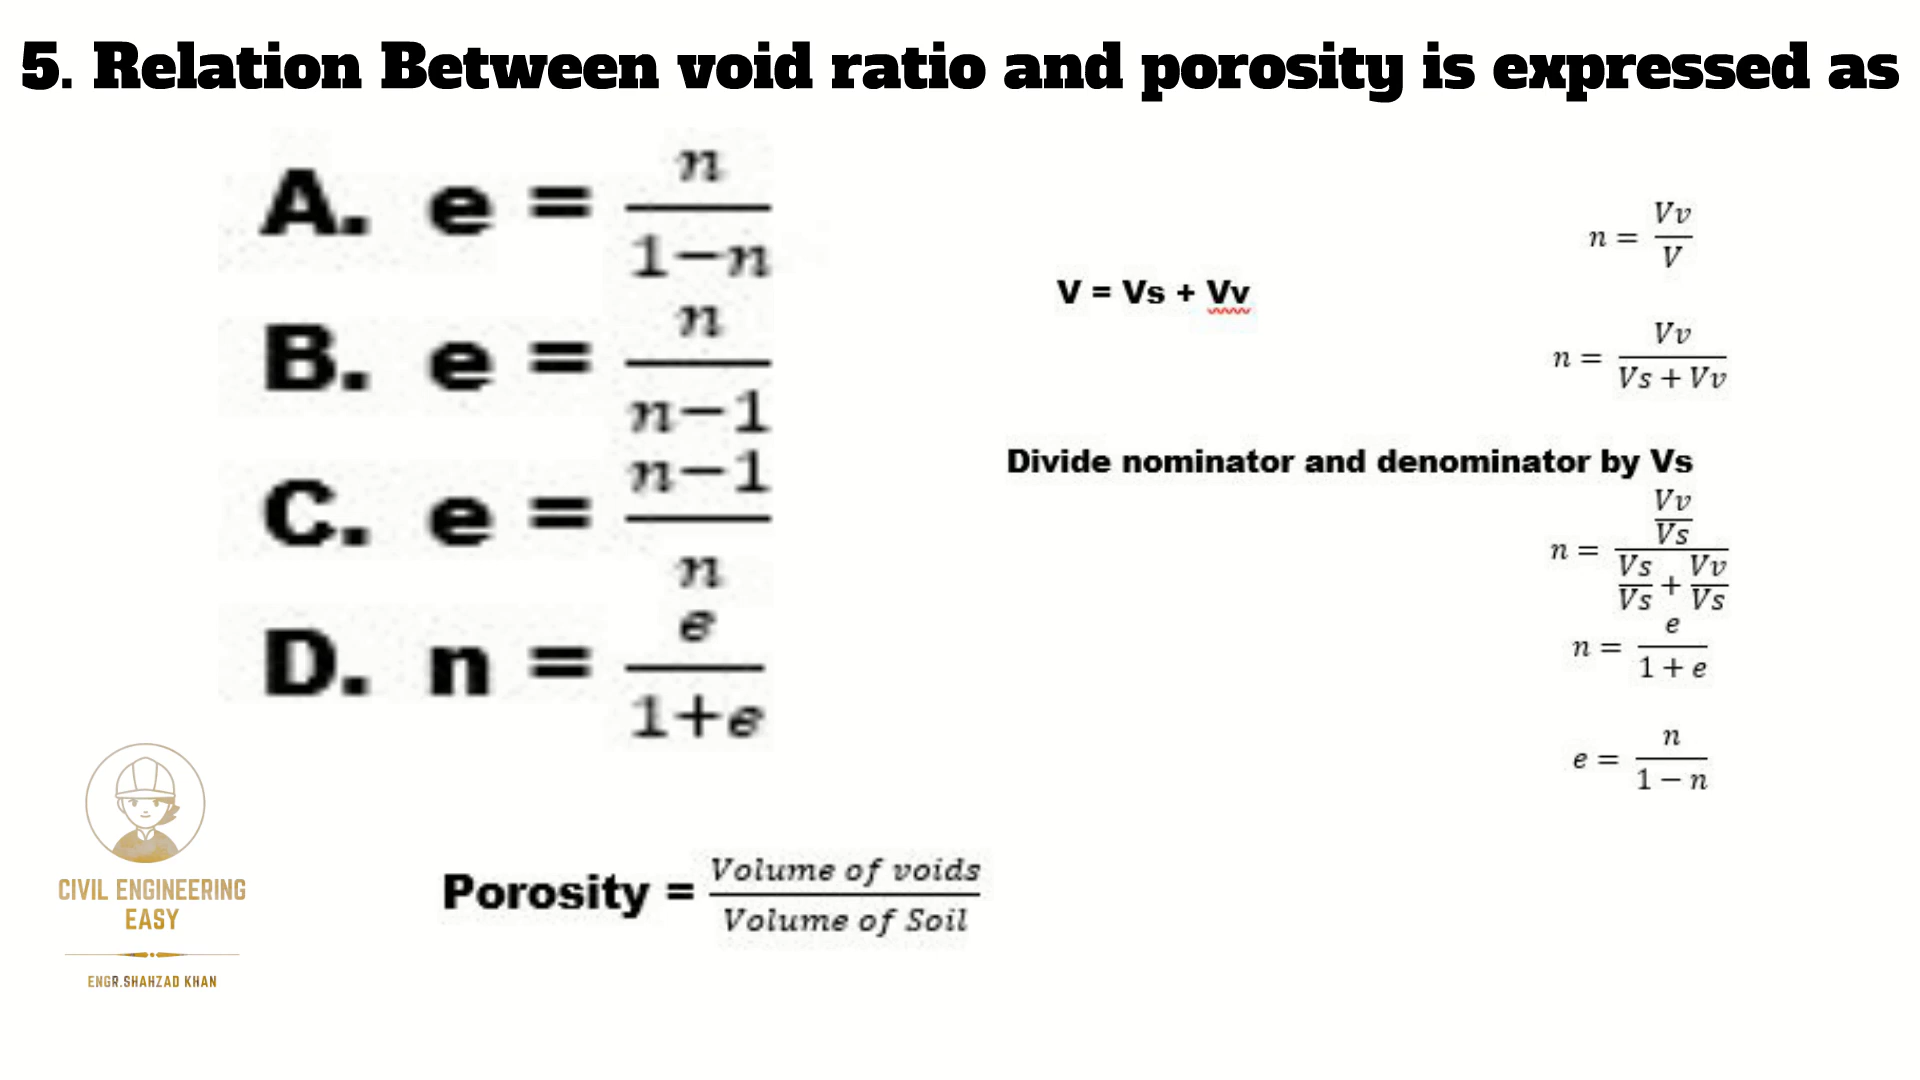 5. Relation Between void ratio and porosity is expressed as
A. e = n / 1−n
B. e = n / n−1
C. e = n−1 / n
D. n = e / 1+e
n = Vv / V
V = Vs + Vv
n = Vv / Vs + Vv
Divide nominator and denominator by Vs
n = Vv/Vs / Vs/Vs + Vv/Vs
n = e / 1 + e
e = n / 1 − n
Porosity = Volume of voids / Volume of Soil
CIVIL ENGINEERING
EASY
ENGR.SHAHZAD KHAN